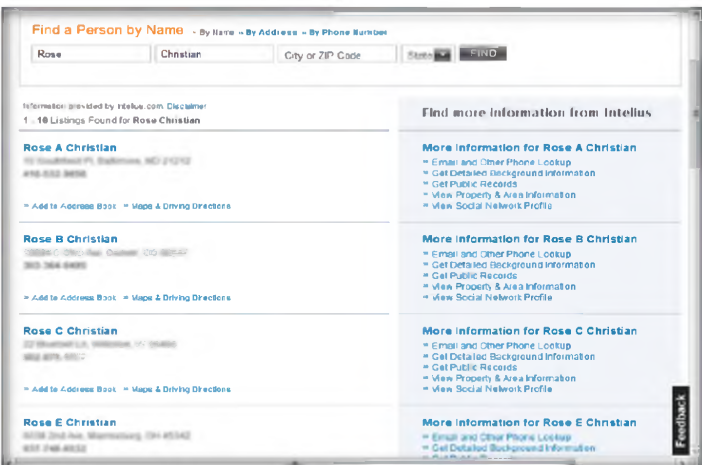 Find a Person by Name - By Name » By Address » By Phone Number
Rose Christian City or ZIP Code State FIND
Information provided by Intelius.com Disclaimer
1 - 10 Listings Found for Rose Christian
Find more information from Intelius
Rose A Christian
» Add to Address Book » Maps & Driving Directions
More Information for Rose A Christian
» Email and Other Phone Lookup
» Get Detailed Background Information
» Get Public Records
» View Property & Area Information
» View Social Network Profile
Rose B Christian
» Add to Address Book » Maps & Driving Directions
More Information for Rose B Christian
» Email and Other Phone Lookup
» Get Detailed Background Information
» Get Public Records
» View Property & Area Information
» View Social Network Profile
Rose C Christian
» Add to Address Book » Maps & Driving Directions
More Information for Rose C Christian
» Email and Other Phone Lookup
» Get Detailed Background Information
» Get Public Records
» View Property & Area Information
» View Social Network Profile
Rose E Christian
More Information for Rose E Christian
» Email and Other Phone Lookup
» Get Detailed Background Information
Feedback